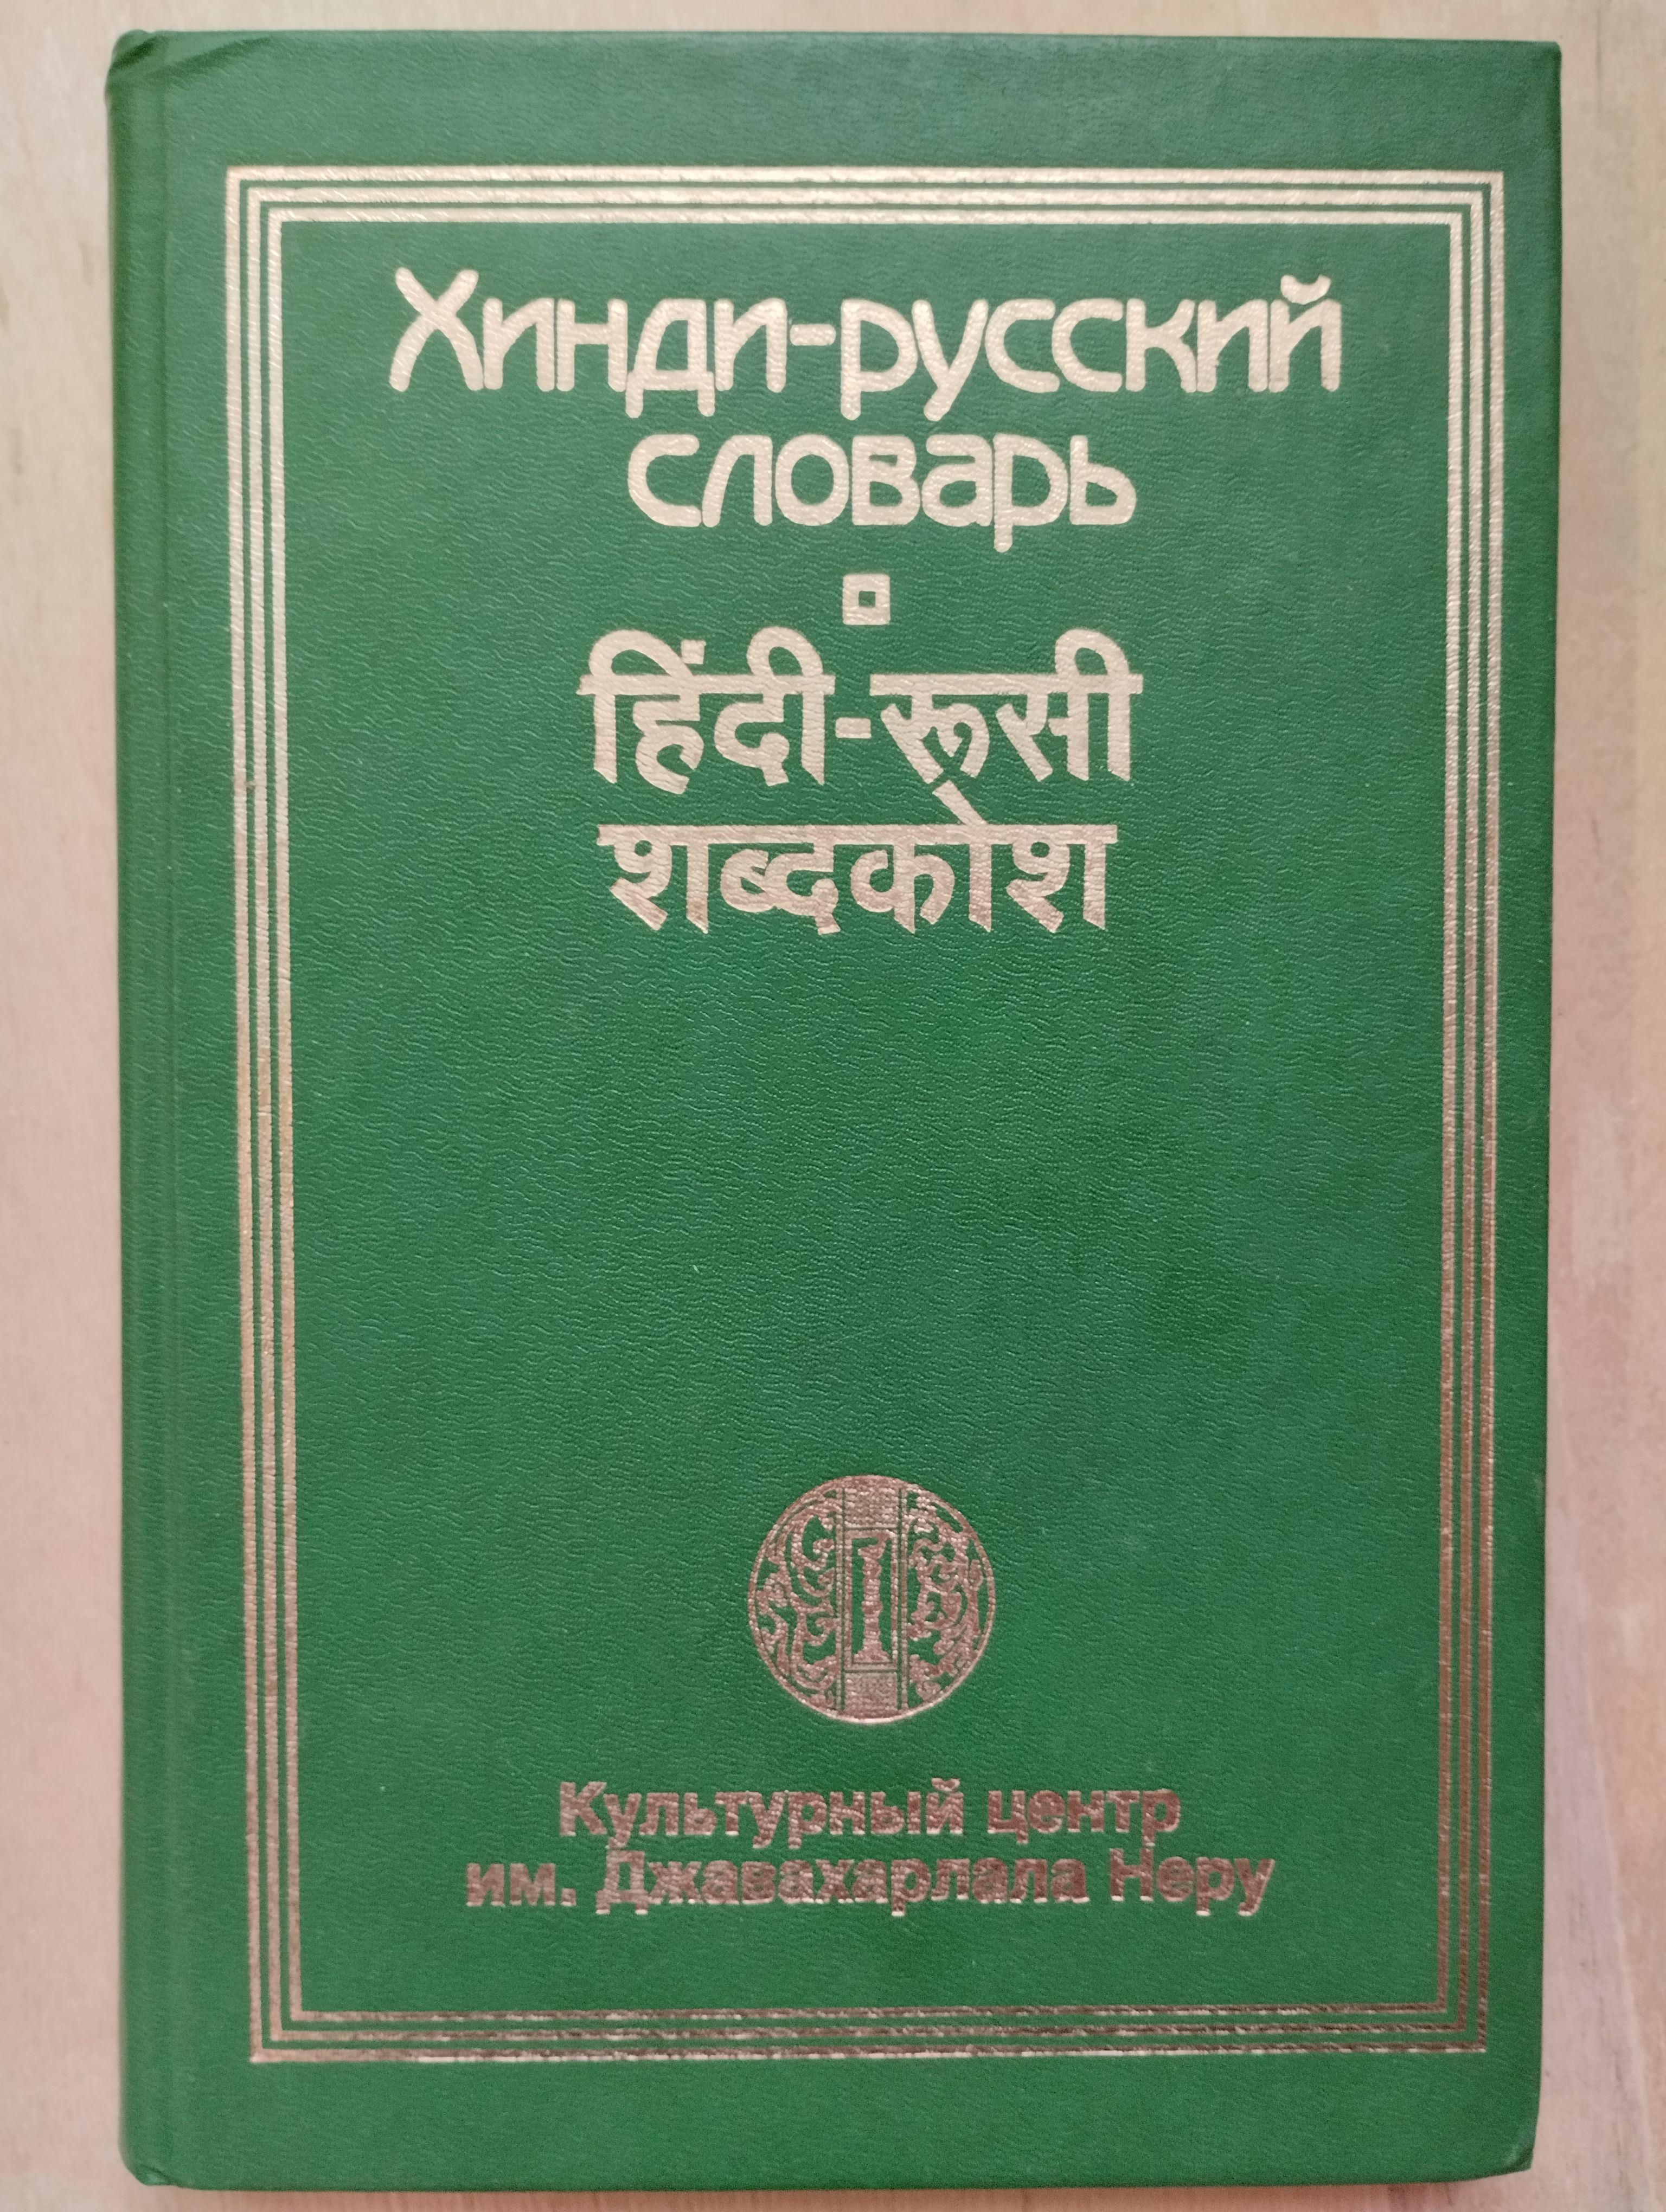 Хинди-русский
словарь
हिंदी-रूसी
शब्दकोश
Культурный центр
им. Джавахарлала Неру